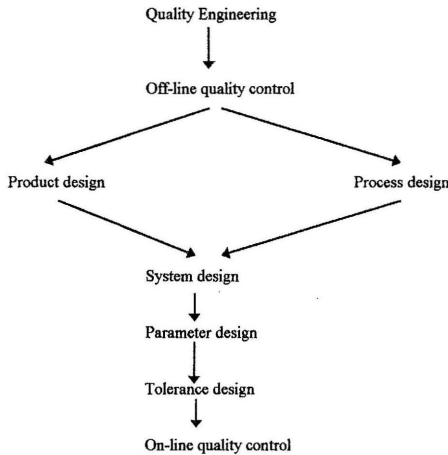 Quality Engineering
Off-line quality control
Product design
Process design
System design
Parameter design
Tolerance design
On-line quality control